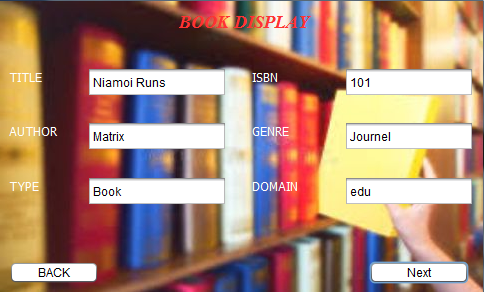 BOOK DISPLAY
TITLE Niamoi Runs ISBN 101
AUTHOR Matrix GENRE Journel
TYPE Book DOMAIN edu
BACK Next